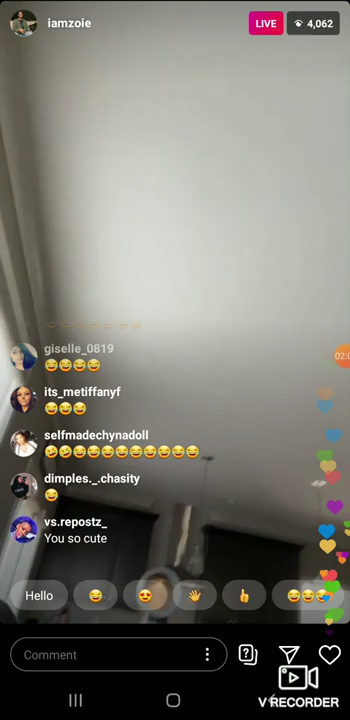 iamzoie
LIVE
4,062
giselle_0819
😂😂😂😂
its_metiffanyf
😂😂😂
selfmadechynadoll
🤣🤣😂😂😂😂😂😂😂😂😂😂
dimples._.chasity
😂
vs.repostz_
You so cute
Hello
😂
😍
👋
👍
😂😂😂
Comment
V RECORDER